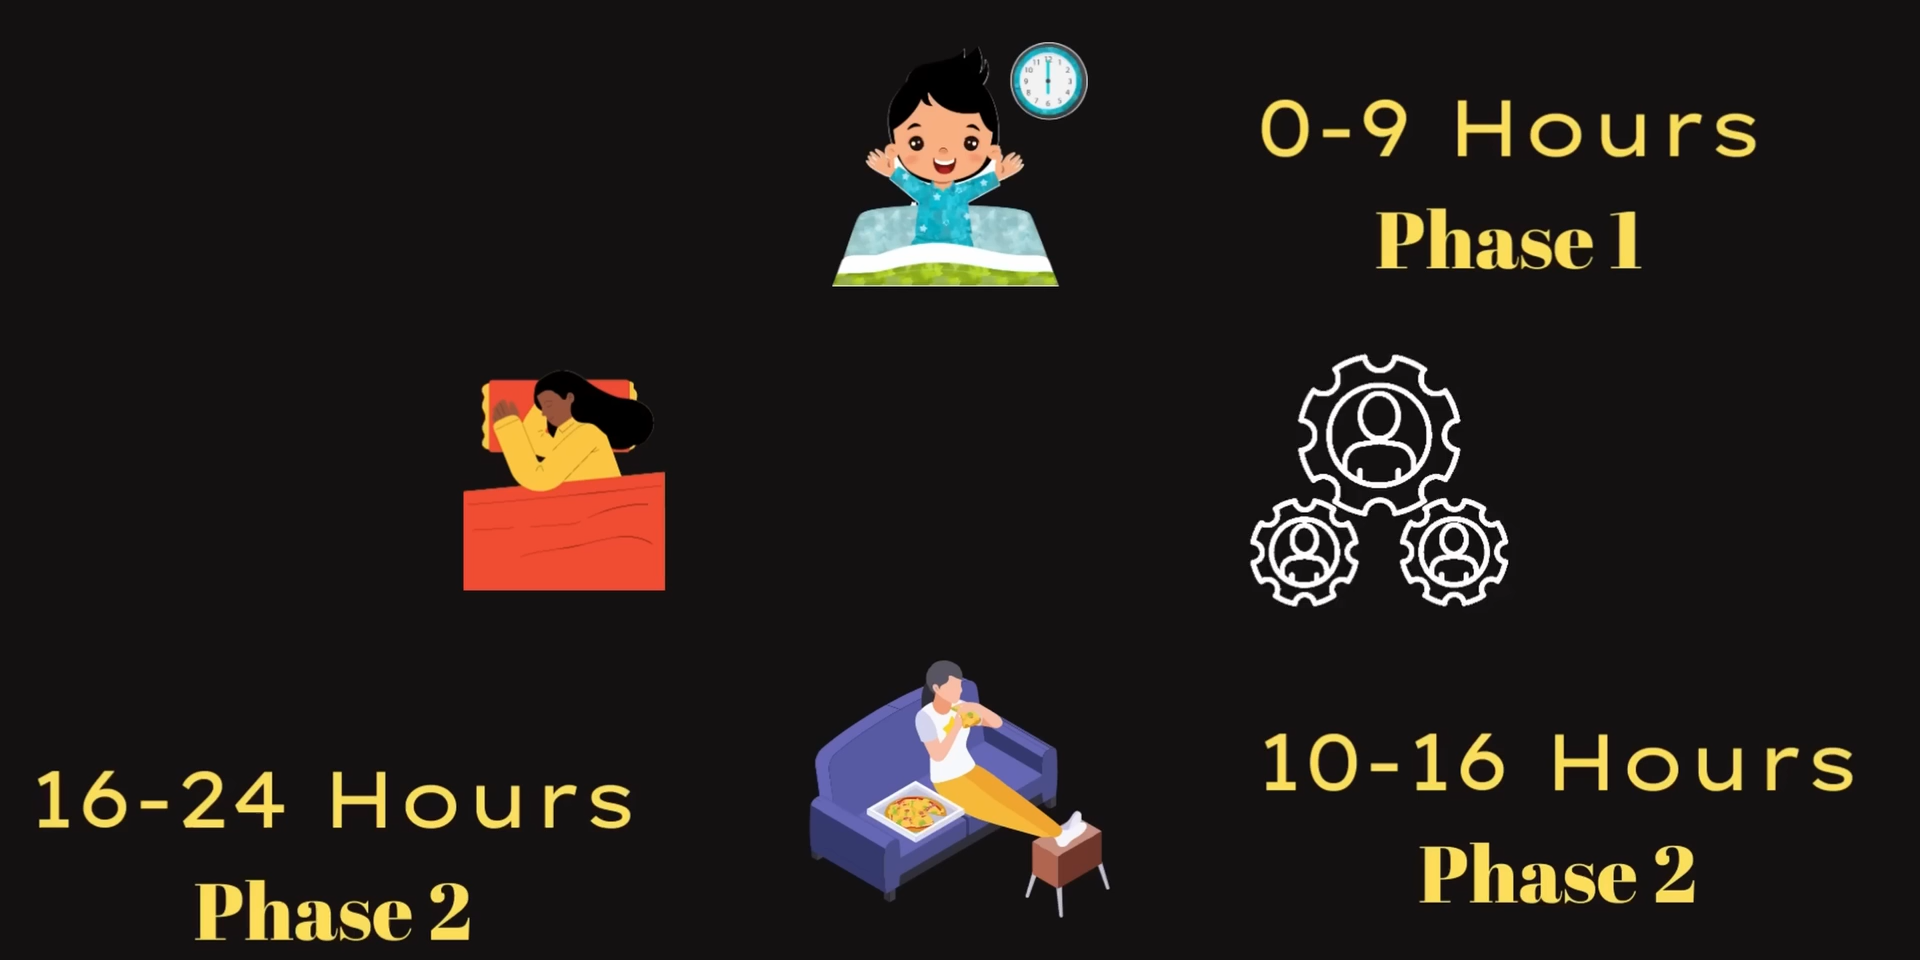 0-9 Hours
Phase 1
10-16 Hours
Phase 2
16-24 Hours
Phase 2